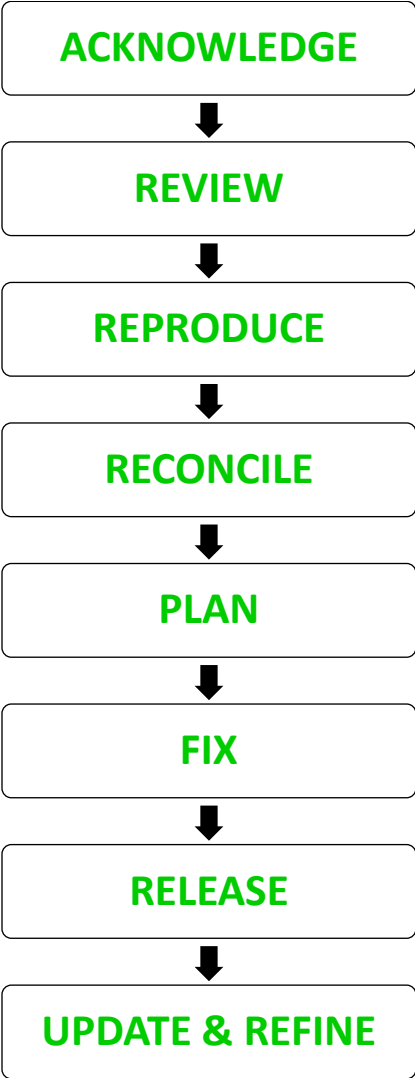 ACKNOWLEDGE
REVIEW
REPRODUCE
RECONCILE
PLAN
FIX
RELEASE
UPDATE & REFINE